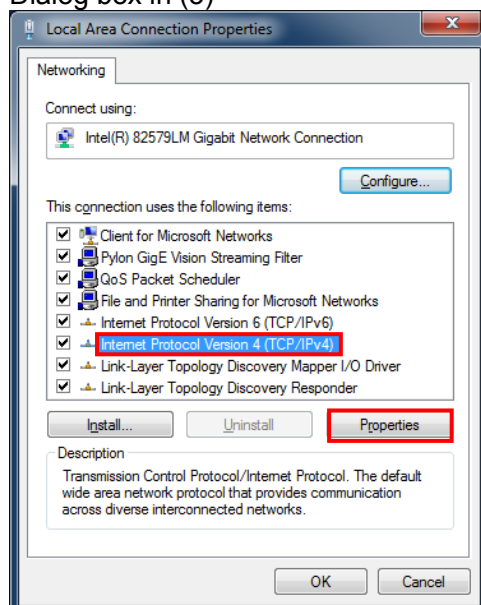 Dialog box in (3)
Local Area Connection Properties
Networking
Connect using:
Intel(R) 82579LM Gigabit Network Connection
Configure...
This connection uses the following items:
Client for Microsoft Networks
Pylon GigE Vision Streaming Filter
QoS Packet Scheduler
File and Printer Sharing for Microsoft Networks
Internet Protocol Version 6 (TCP/IPv6)
Internet Protocol Version 4 (TCP/IPv4)
Link-Layer Topology Discovery Mapper I/O Driver
Link-Layer Topology Discovery Responder
Install... Uninstall Properties
Description
Transmission Control Protocol/Internet Protocol. The default
wide area network protocol that provides communication
across diverse interconnected networks.
OK Cancel